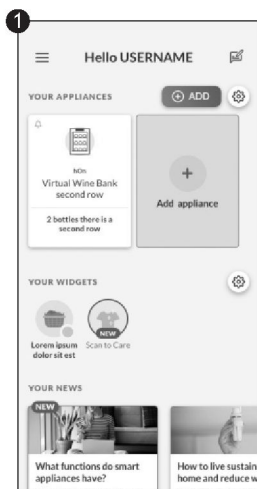 1
Hello USERNAME
YOUR APPLIANCES
ADD
hOn
Virtual Wine Bank
second row
2 bottles there is a
second row
Add appliance
YOUR WIDGETS
NEW
Lorem ipsum
dolor sit est
Scan to Care
YOUR NEWS
NEW
What functions do smart
appliances have?
How to live sustain
home and reduce w